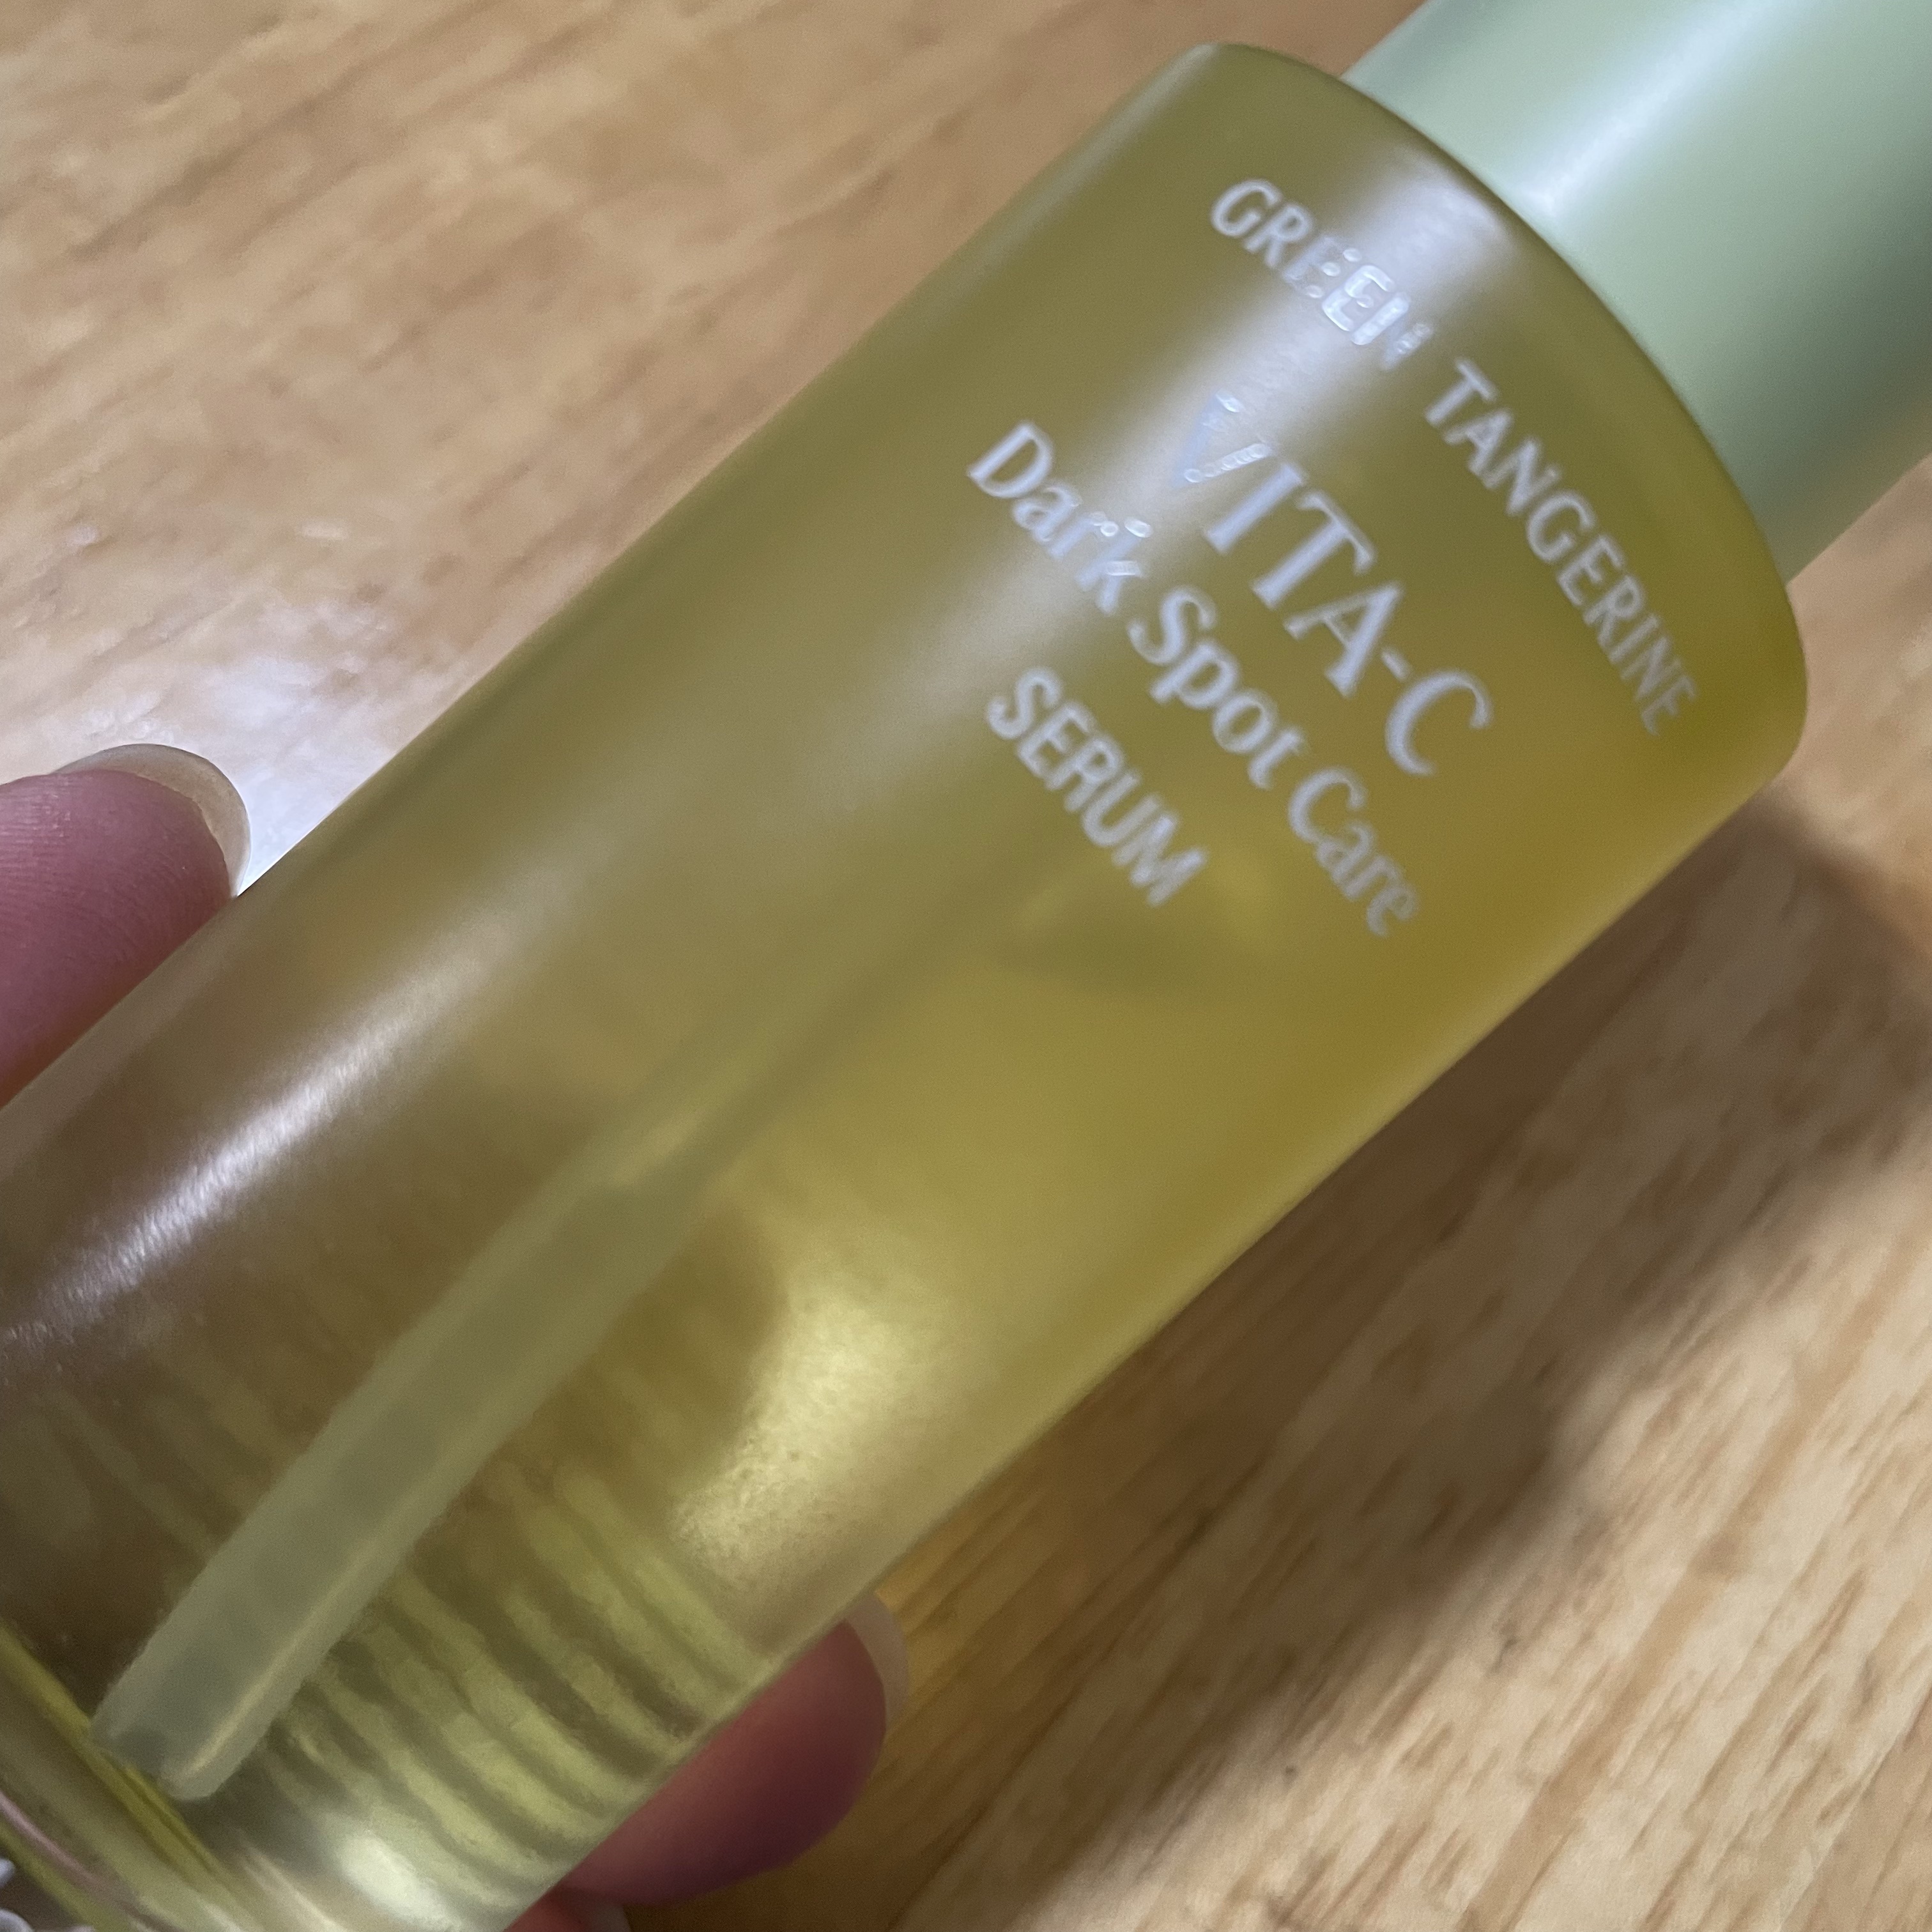 GREEN TANGERINE
VITA-C
Dark Spot Care
SERUM